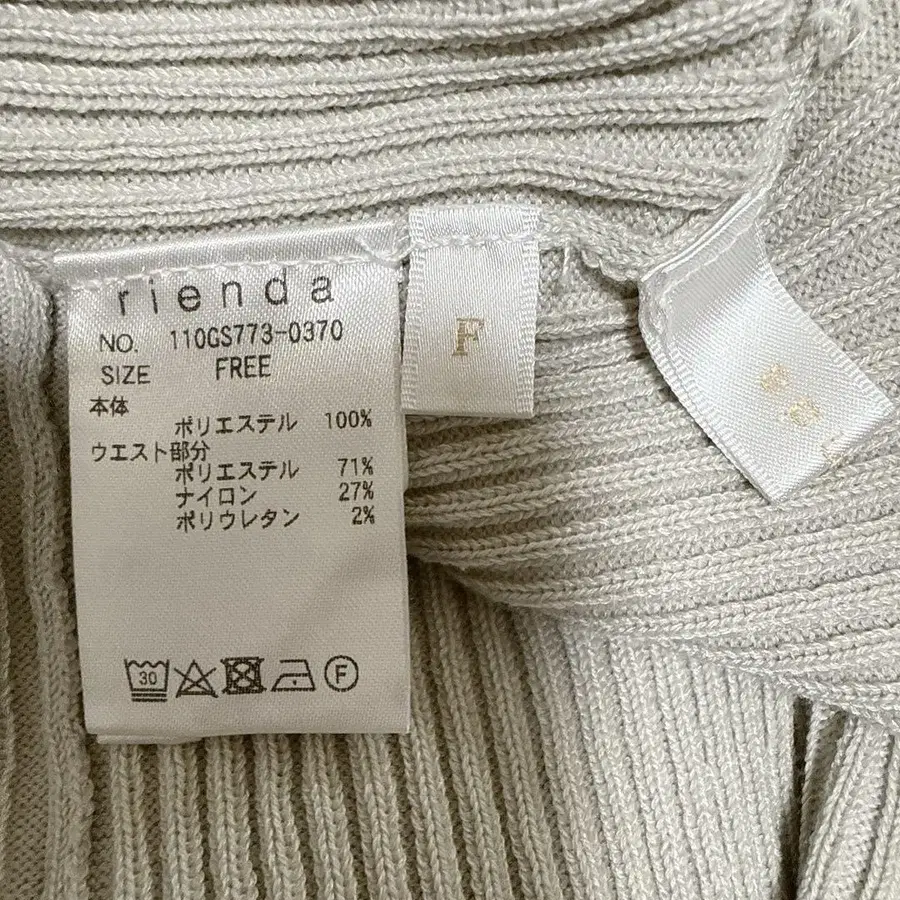 rienda
NO. 110GS773-0370
SIZE FREE
本体
ポリエステル 100%
ウエスト部分
ポリエステル 71%
ナイロン 27%
ポリウレタン 2%
30
F
F